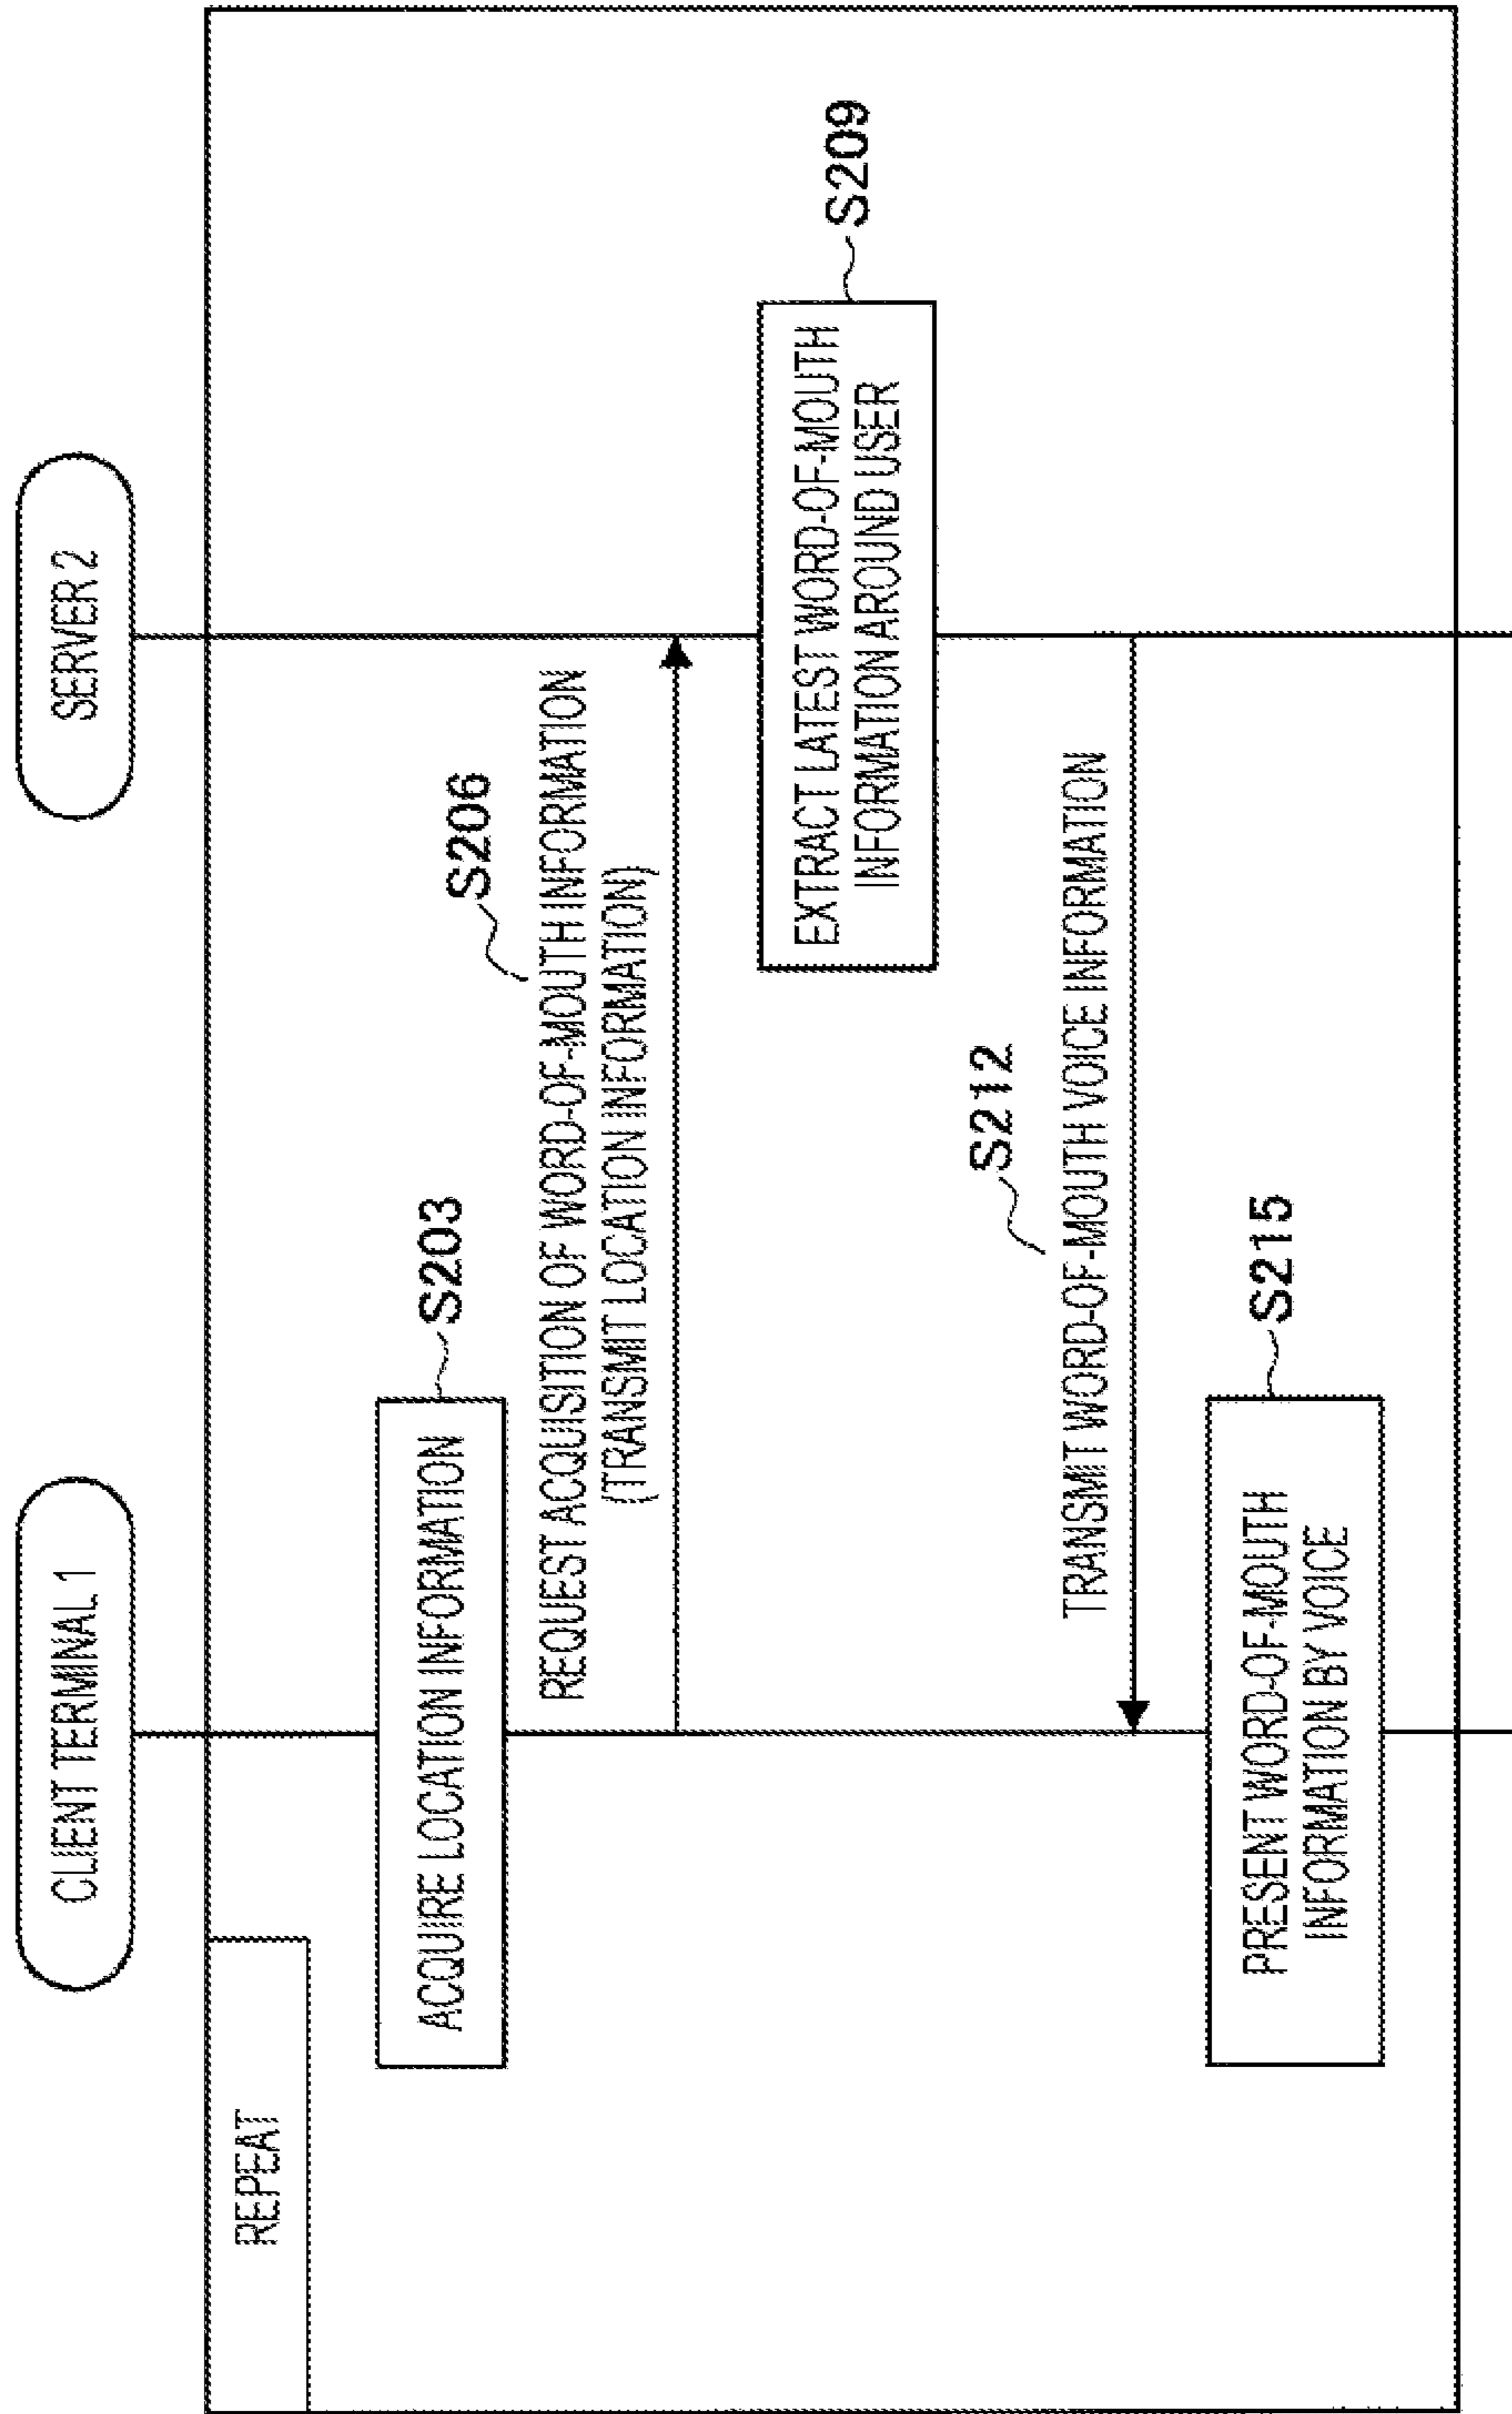 CLIENT TERMINAL 1
SERVER 2
REPEAT
ACQUIRE LOCATION INFORMATION
S203
S206
REQUEST ACQUISITION OF WORD-OF-MOUTH INFORMATION
(TRANSMIT LOCATION INFORMATION)
EXTRACT LATEST WORD-OF-MOUTH
INFORMATION AROUND USER
S209
S212
TRANSMIT WORD-OF-MOUTH VOICE INFORMATION
PRESENT WORD-OF-MOUTH
INFORMATION BY VOICE
S215